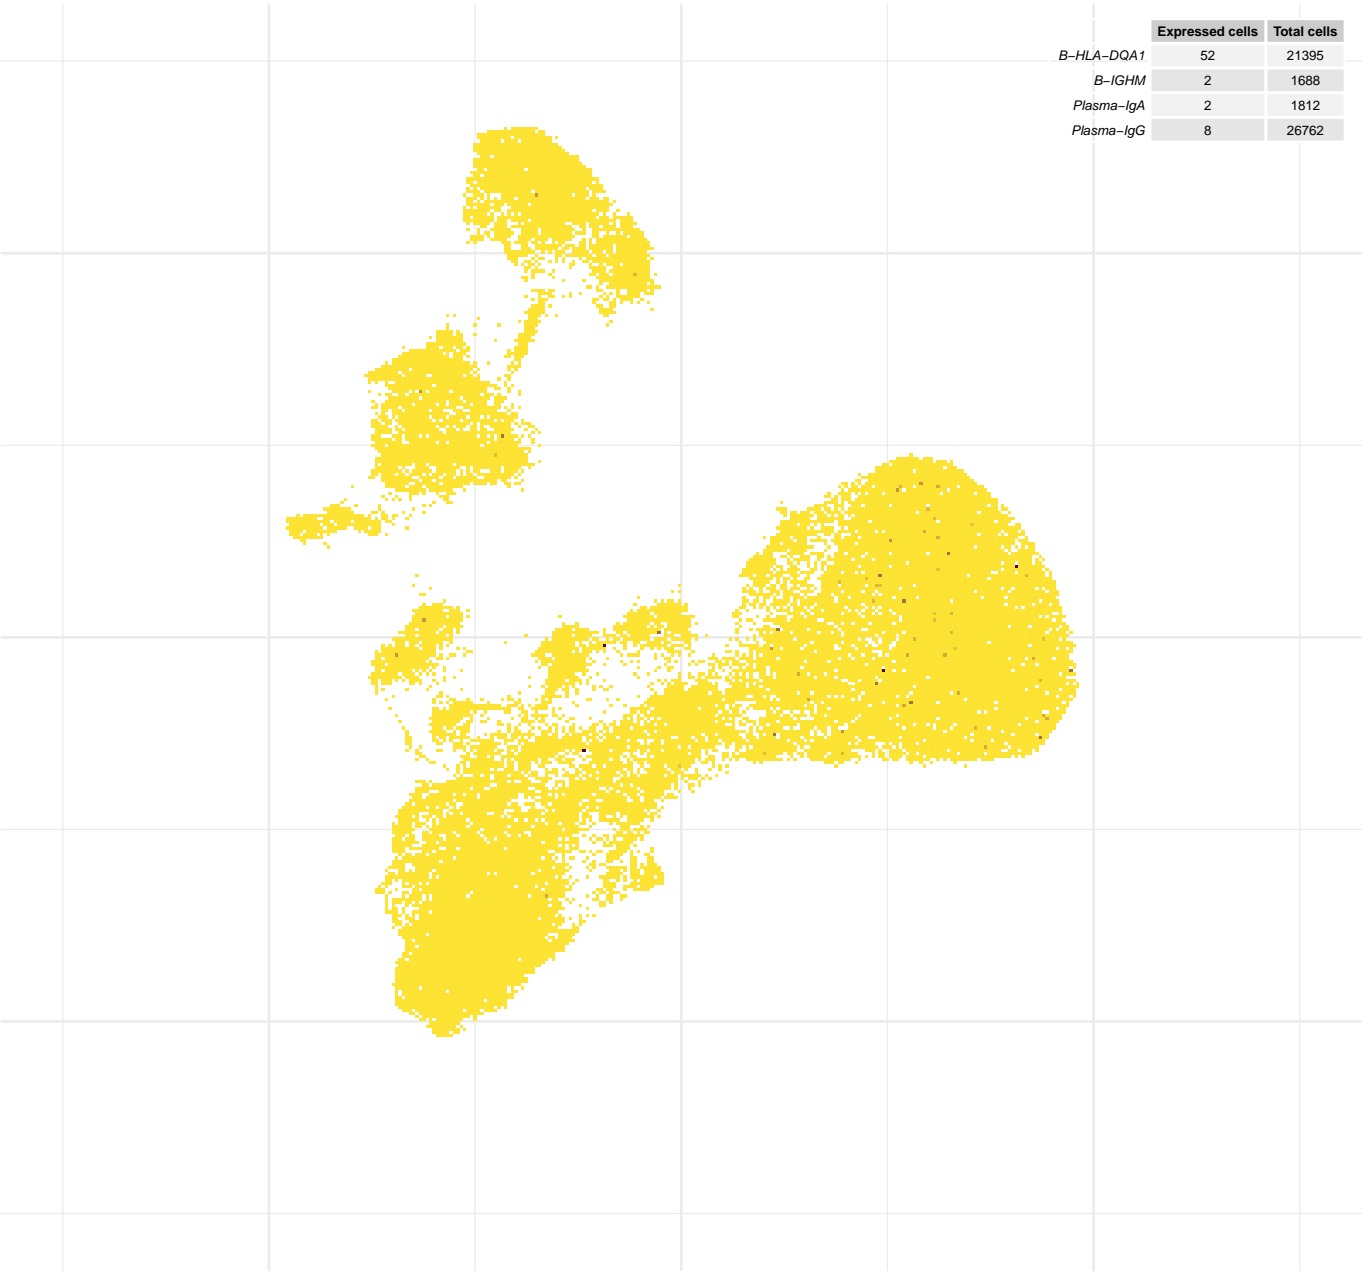 Expressed cells Total cells
B−HLA−DQA1 52 21395
B−IGHM 2 1688
Plasma−IgA 2 1812
Plasma−IgG 8 26762